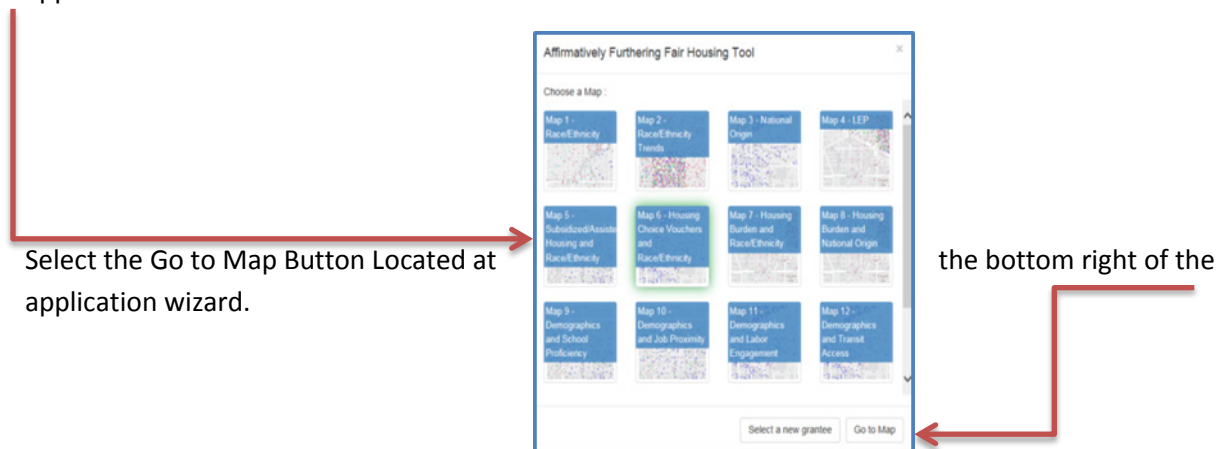 Affirmatively Furthering Fair Housing Tool ×
Choose a Map :
Map 1 -
Race/Ethnicity
Map 2 -
Race/Ethnicity
Trends
Map 3 - National
Origin
Map 4 - LEP
Map 5 -
Subsidized/Assiste
Housing and
Race/Ethnicity
Map 6 - Housing
Choice Vouchers
and
Race/Ethnicity
Map 7 - Housing
Burden and
Race/Ethnicity
Map 8 - Housing
Burden and
National Origin
Select the Go to Map Button Located at the bottom right of the
application wizard.
Map 9 -
Demographics
and School
Proficiency
Map 10 -
Demographics
and Job Proximity
Map 11 -
Demographics
and Labor
Engagement
Map 12 -
Demographics
and Transit
Access
Select a new grantee
Go to Map